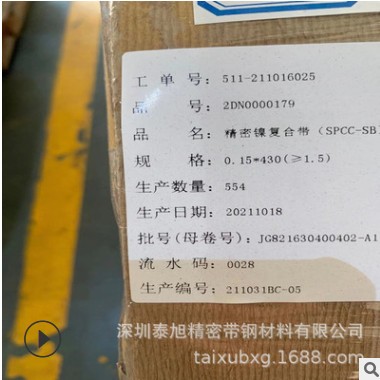 工 单 号: 511-211016025
品 号: 2DN0000179
品 名: 精密镍复合带 (SPCC-SB
规 格: 0.15*430(≥1.5)
生产数量: 554
生产日期: 20211018
批号(母卷号): JG821630400402-A1
流 水 码: 0028
生产编号: 211031BC-05
深圳泰旭精密带钢材料有限公司
taixubxg.1688.com